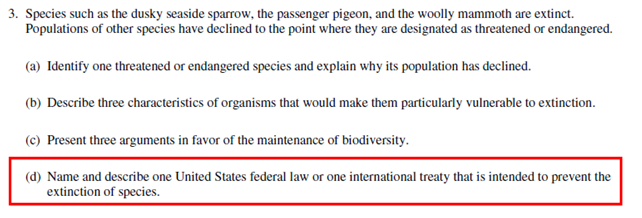 3. Species such as the dusky seaside sparrow, the passenger pigeon, and the woolly mammoth are extinct.
Populations of other species have declined to the point where they are designated as threatened or endangered.
(a) Identify one threatened or endangered species and explain why its population has declined.
(b) Describe three characteristics of organisms that would make them particularly vulnerable to extinction.
(c) Present three arguments in favor of the maintenance of biodiversity.
(d) Name and describe one United States federal law or one international treaty that is intended to prevent the
extinction of species.